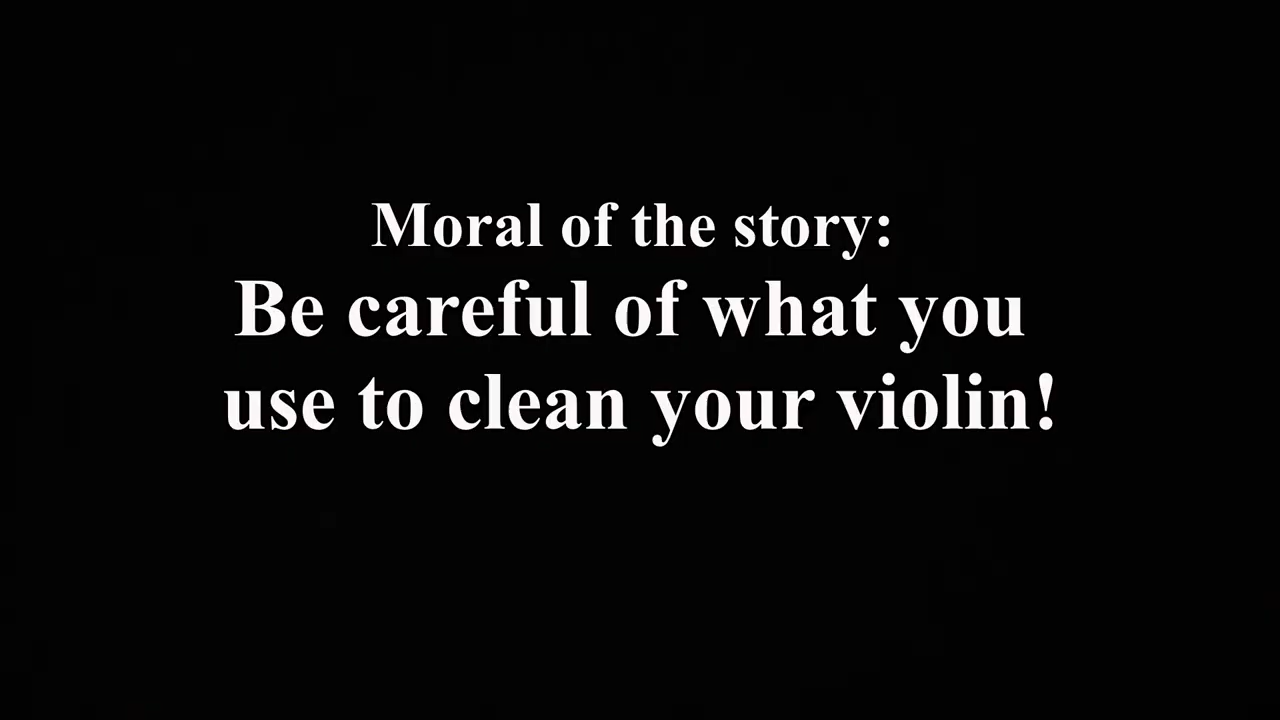 Moral of the story:
Be careful of what you
use to clean your violin!